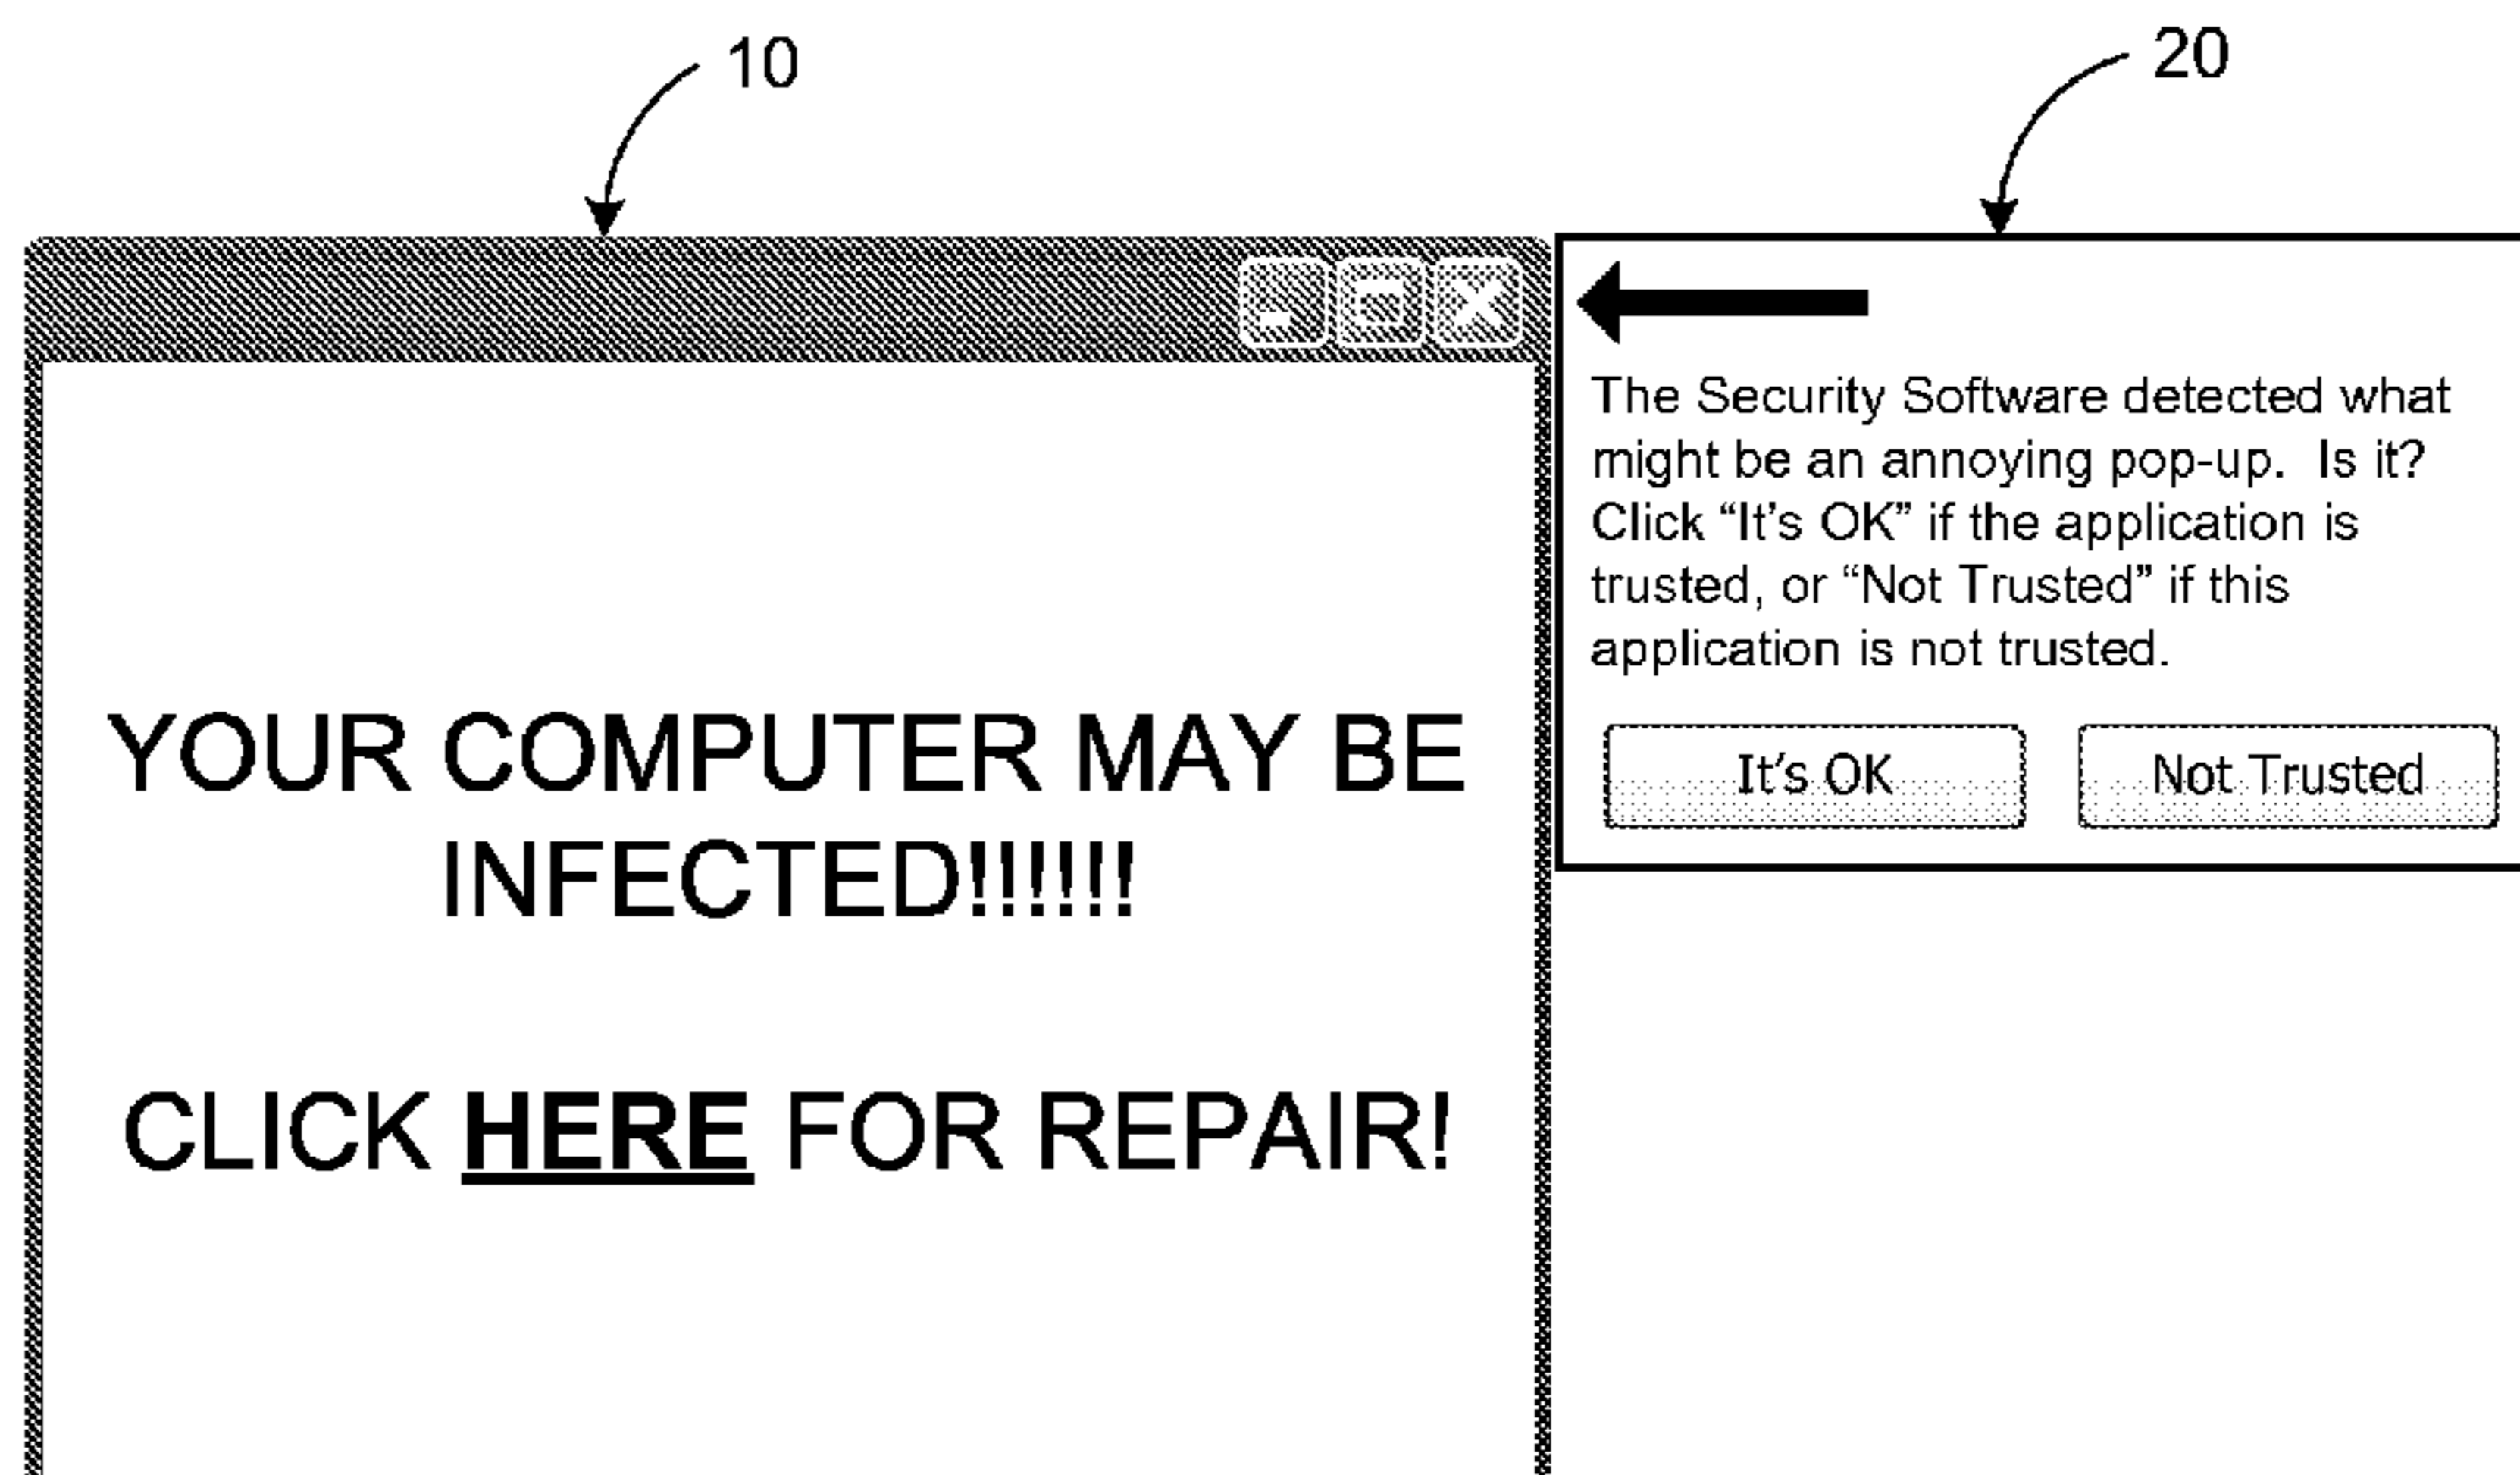 10
20
The Security Software detected what
might be an annoying pop-up. Is it?
Click “It’s OK” if the application is
trusted, or “Not Trusted” if this
application is not trusted.
It’s OK
Not Trusted
YOUR COMPUTER MAY BE
INFECTED!!!!!!
CLICK HERE FOR REPAIR!